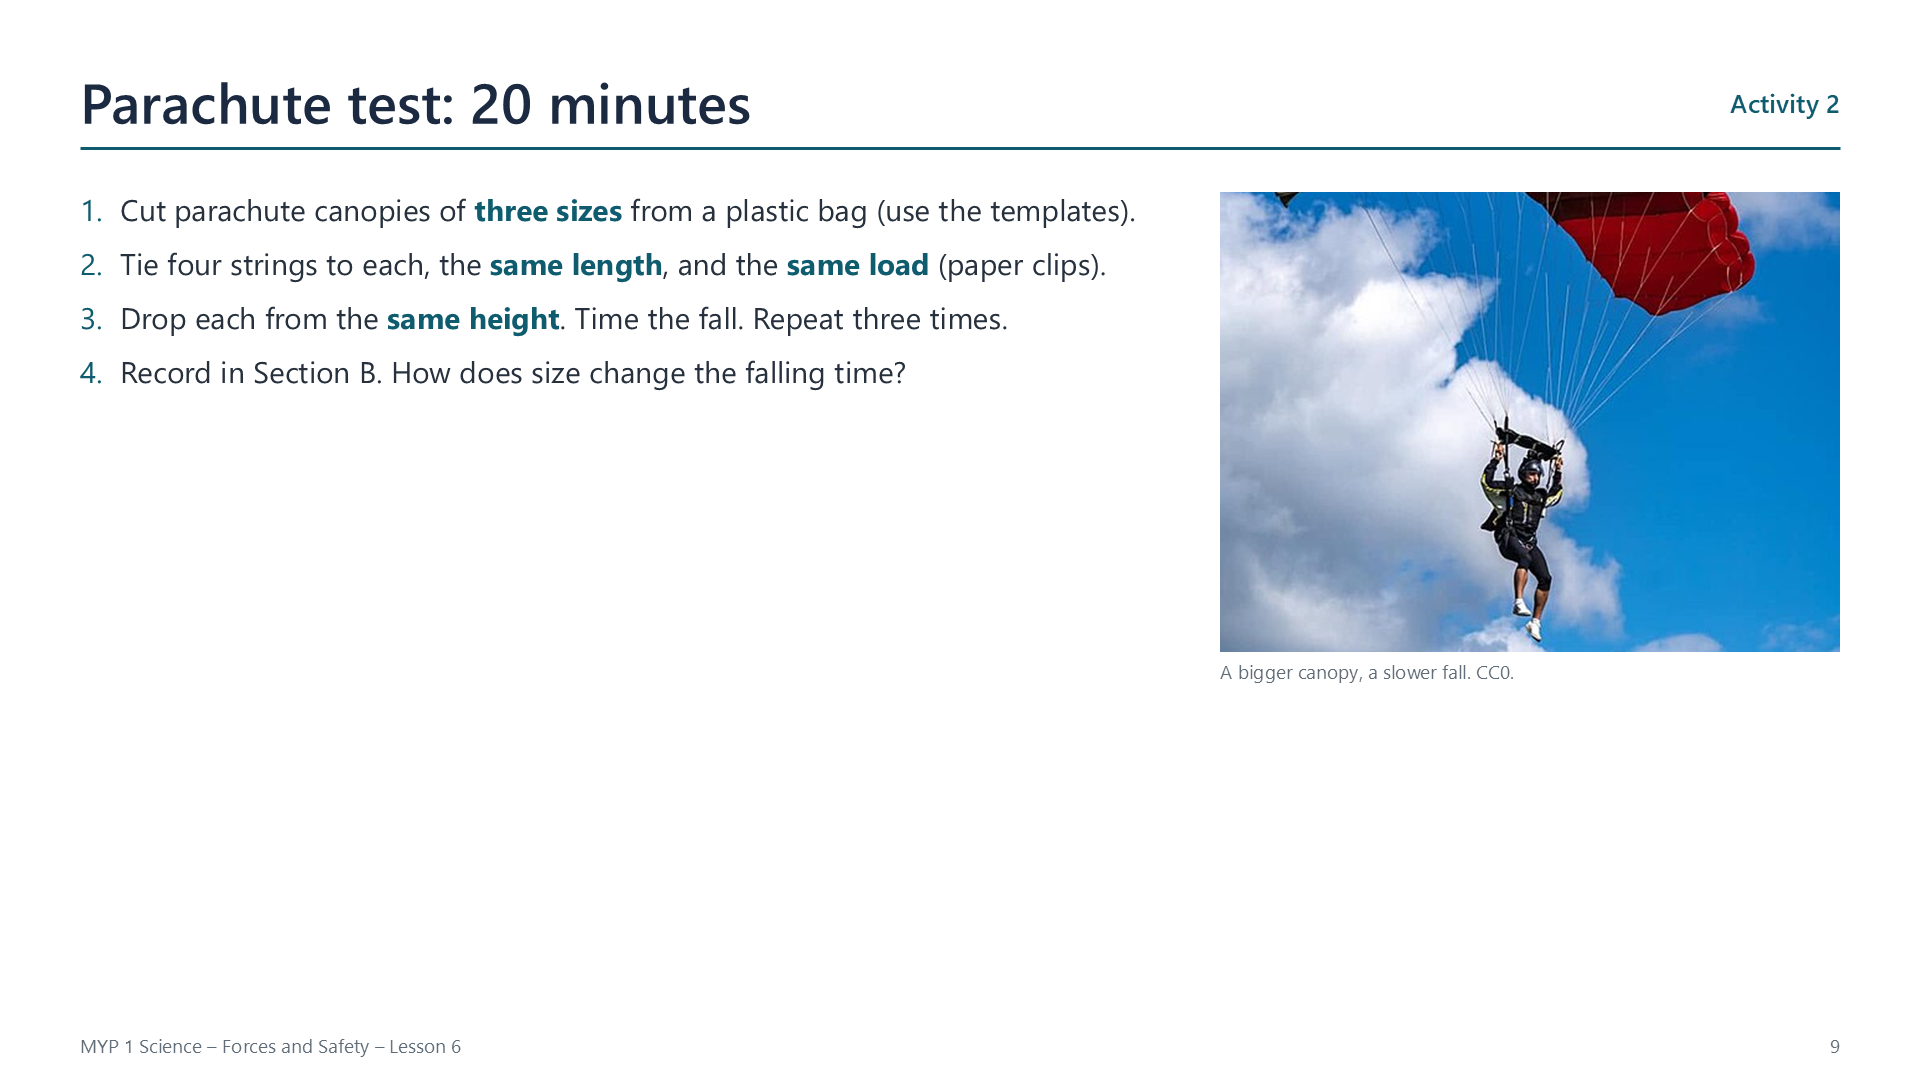 Parachute test: 20 minutes
Activity 2
1. Cut parachute canopies of three sizes from a plastic bag (use the templates).
2. Tie four strings to each, the same length, and the same load (paper clips).
3. Drop each from the same height. Time the fall. Repeat three times.
4. Record in Section B. How does size change the falling time?
A bigger canopy, a slower fall. CC0.
MYP 1 Science – Forces and Safety – Lesson 6
9